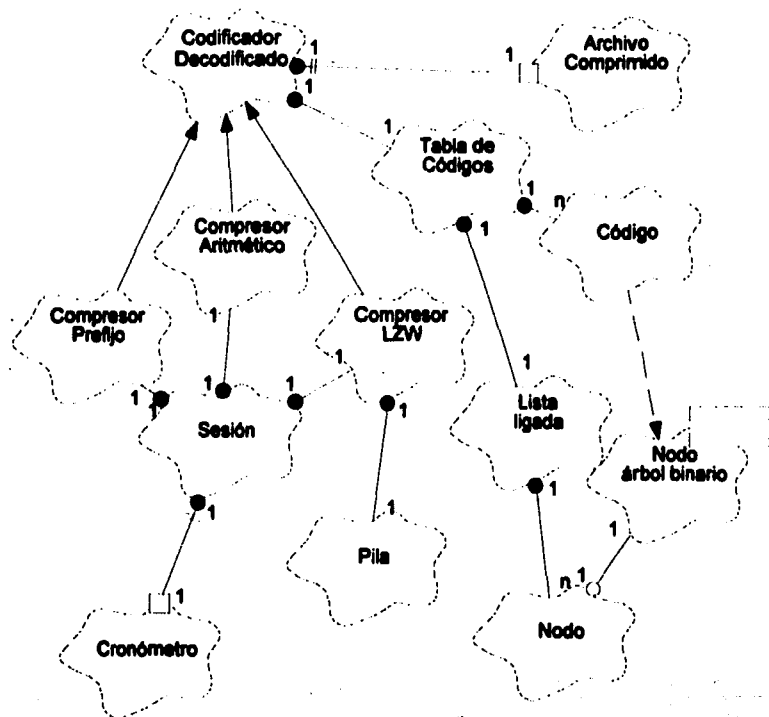 Codificador
Decodificado
1
1
1
Archivo
Comprimido
1
Tabla de
Códigos
1
n
Código
1
Compresor
Aritmético
1
Compresor
Prefijo
Compresor
LZW
1
1
1
1
1
1
1
Sesión
Lista
ligada
1
Nodo
árbol binario
1
1
1
1
Pila
n
1
Nodo
1
Cronómetro